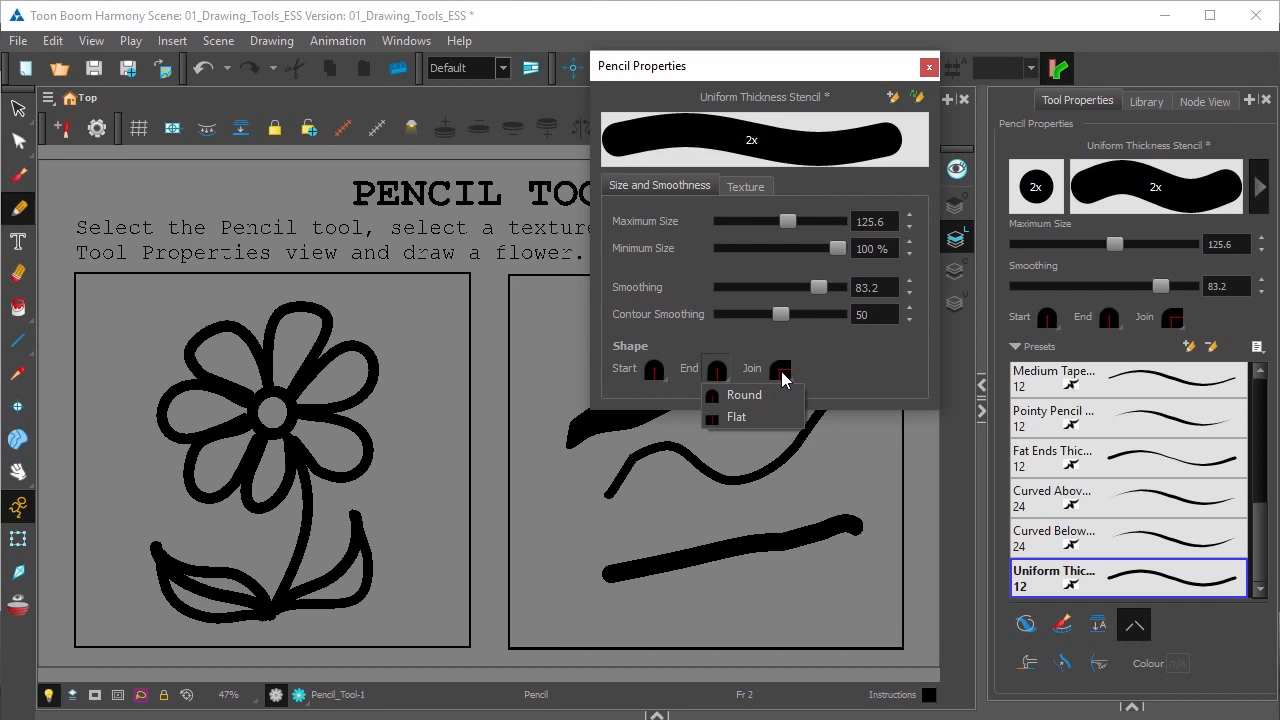 Toon Boom Harmony Scene: 01_Drawing_Tools_ESS Version: 01_Drawing_Tools_ESS *
File Edit View Play Insert Scene Drawing Animation Windows Help
Default
Top
PENCIL TOO
Select the Pencil tool, select a texture
Tool Properties view and draw a flower.
Pencil Properties
x
Uniform Thickness Stencil *
2x
Size and Smoothness Texture
Maximum Size 125.6
Minimum Size 100 %
Smoothing 83.2
Contour Smoothing 50
Shape
Start End Join
Round
Flat
Tool Properties Library Node View
Pencil Properties
Uniform Thickness Stencil *
2x 2x
Maximum Size
125.6
Smoothing
83.2
Start End Join
Presets
Medium Tape...
12
Pointy Pencil ...
12
Fat Ends Thic...
12
Curved Abov...
24
Curved Below...
24
Uniform Thic...
12
Colour n/a
47% Pencil_Tool-1 Pencil Fr 2 Instructions